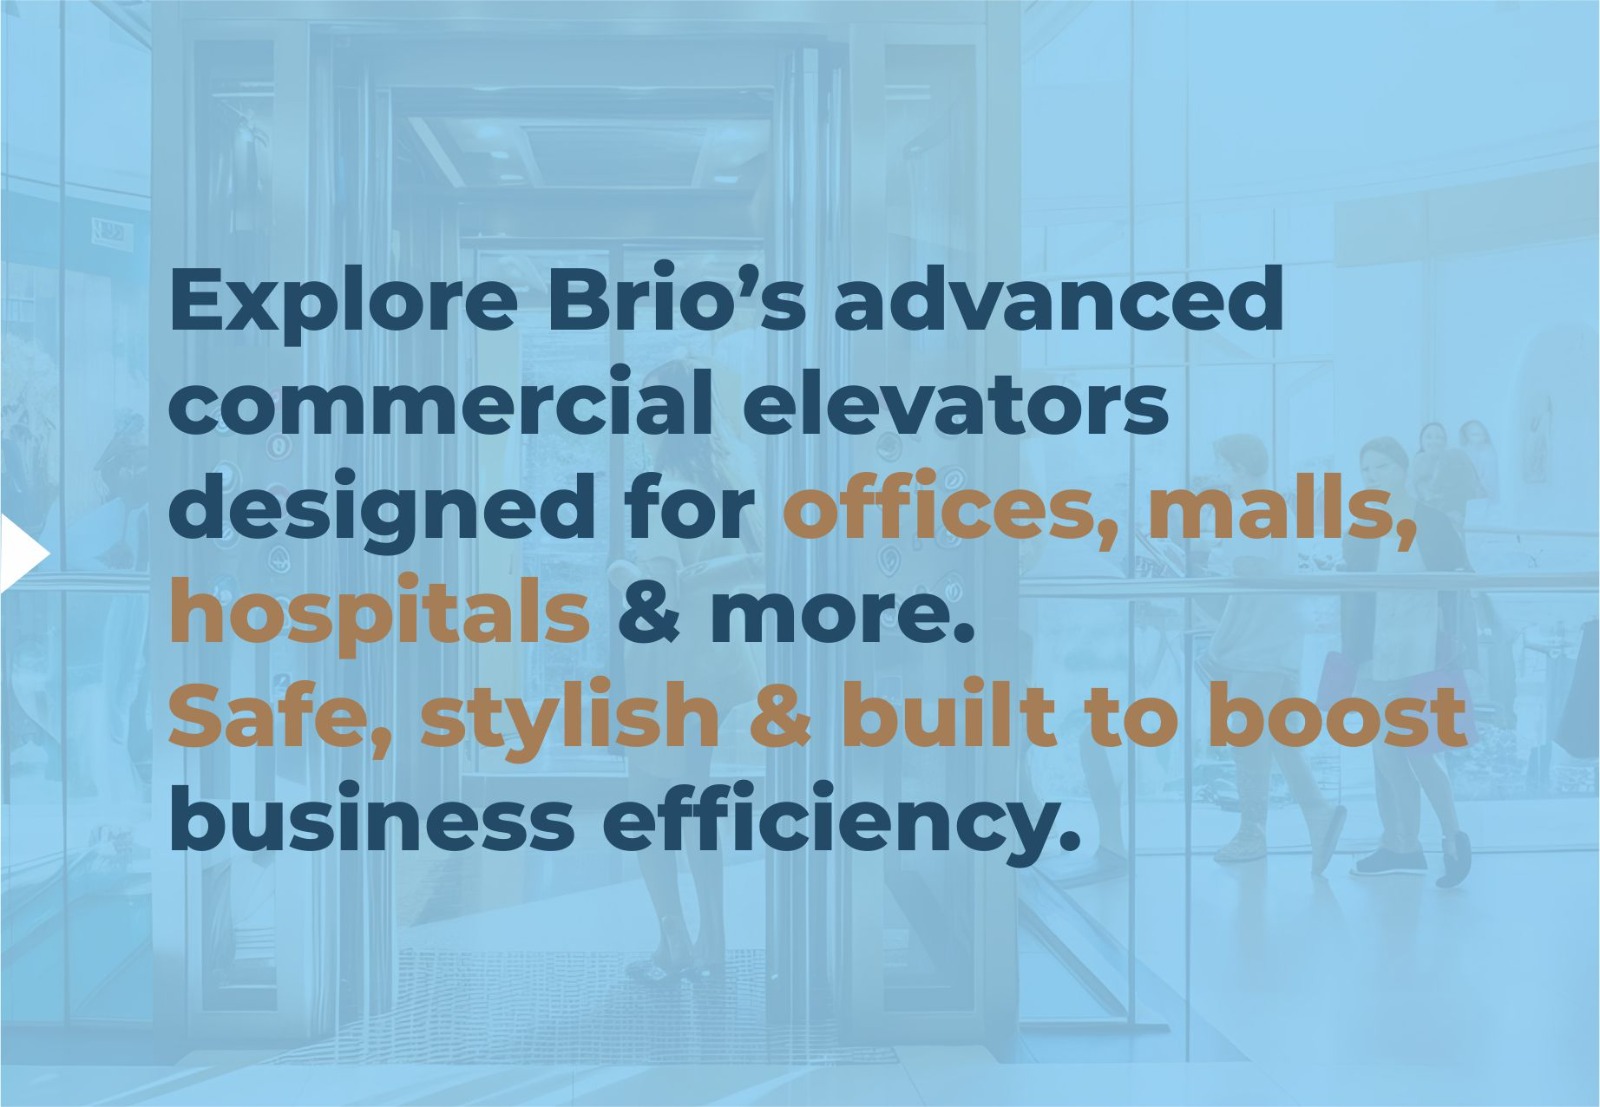 Explore Brio’s advanced
commercial elevators
designed for offices, malls,
hospitals & more.
Safe, stylish & built to boost
business efficiency.